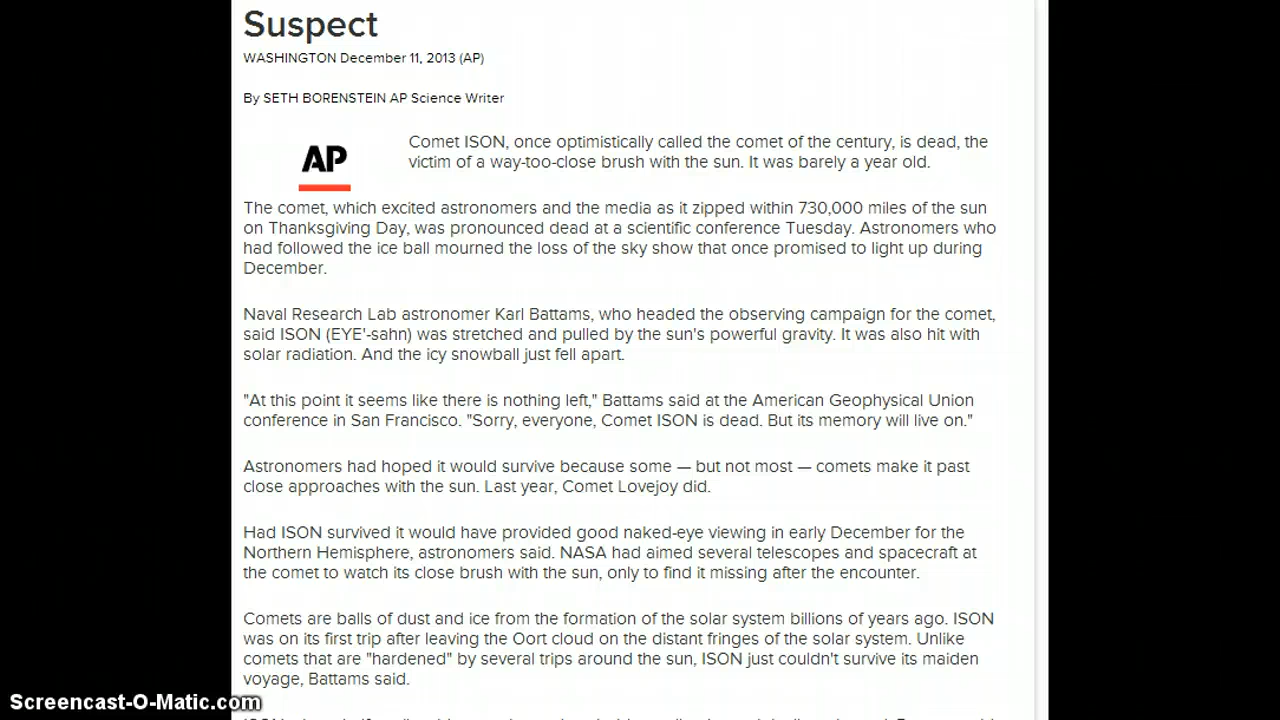 Suspect
WASHINGTON December 11, 2013 (AP)
By SETH BORENSTEIN AP Science Writer
AP
Comet ISON, once optimistically called the comet of the century, is dead, the
victim of a way-too-close brush with the sun. It was barely a year old.
The comet, which excited astronomers and the media as it zipped within 730,000 miles of the sun
on Thanksgiving Day, was pronounced dead at a scientific conference Tuesday. Astronomers who
had followed the ice ball mourned the loss of the sky show that once promised to light up during
December.
Naval Research Lab astronomer Karl Battams, who headed the observing campaign for the comet,
said ISON (EYE'-sahn) was stretched and pulled by the sun's powerful gravity. It was also hit with
solar radiation. And the icy snowball just fell apart.
"At this point it seems like there is nothing left," Battams said at the American Geophysical Union
conference in San Francisco. "Sorry, everyone, Comet ISON is dead. But its memory will live on."
Astronomers had hoped it would survive because some — but not most — comets make it past
close approaches with the sun. Last year, Comet Lovejoy did.
Had ISON survived it would have provided good naked-eye viewing in early December for the
Northern Hemisphere, astronomers said. NASA had aimed several telescopes and spacecraft at
the comet to watch its close brush with the sun, only to find it missing after the encounter.
Comets are balls of dust and ice from the formation of the solar system billions of years ago. ISON
was on its first trip after leaving the Oort cloud on the distant fringes of the solar system. Unlike
comets that are "hardened" by several trips around the sun, ISON just couldn't survive its maiden
voyage, Battams said.
Screencast-O-Matic.com